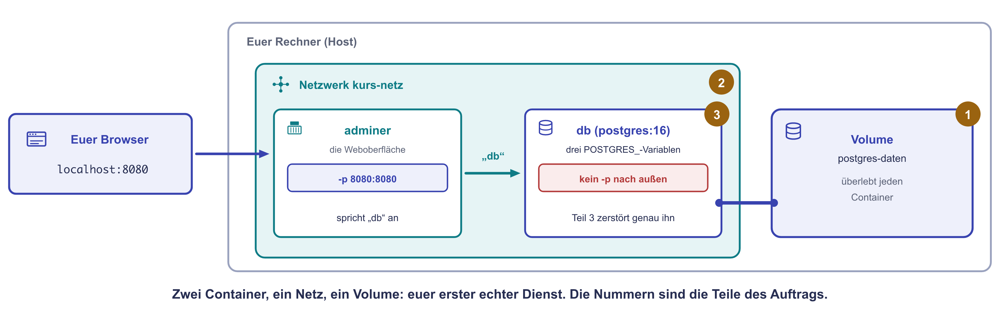 Euer Rechner (Host)
Netzwerk kurs-netz
2
Euer Browser
localhost:8080
adminer
die Weboberfläche
-p 8080:8080
spricht „db“ an
„db“
3
db (postgres:16)
drei POSTGRES_-Variablen
kein -p nach außen
Teil 3 zerstört genau ihn
1
Volume
postgres-daten
überlebt jeden
Container
Zwei Container, ein Netz, ein Volume: euer erster echter Dienst. Die Nummern sind die Teile des Auftrags.